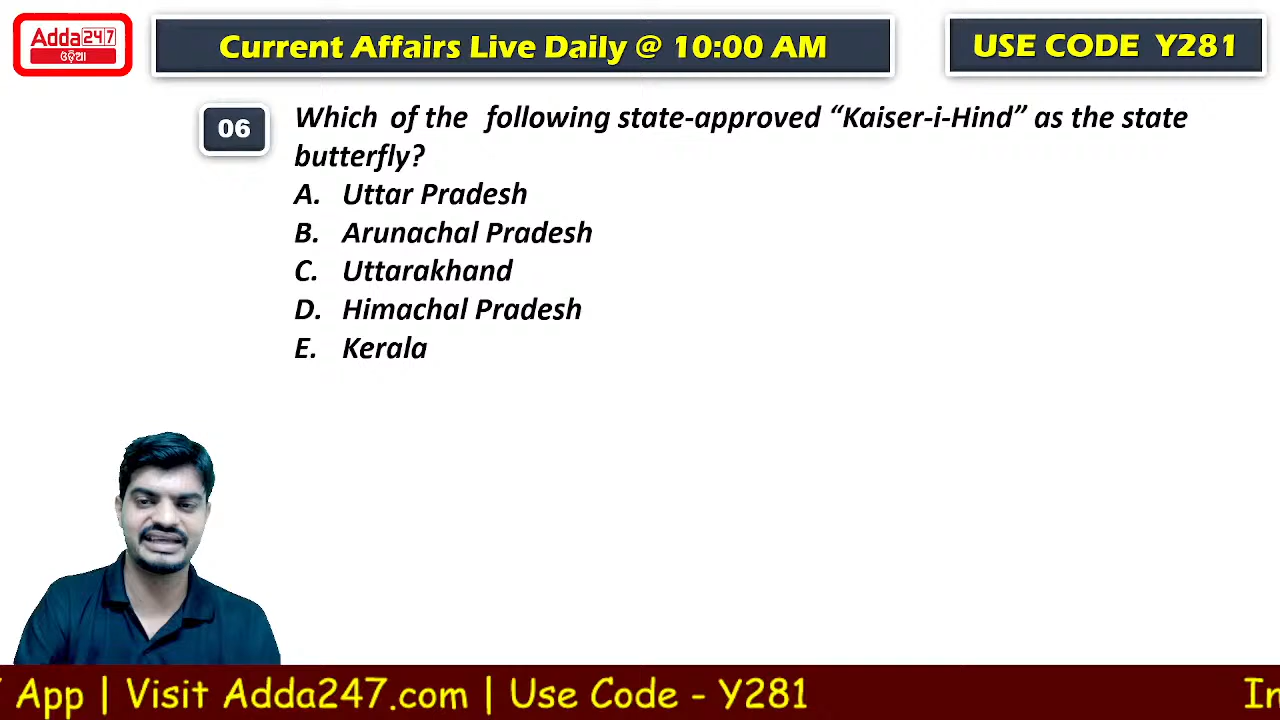 Adda247
ଓଡ଼ିଆ
Current Affairs Live Daily @ 10:00 AM
USE CODE Y281
06
Which of the following state-approved “Kaiser-i-Hind” as the state
butterfly?
A. Uttar Pradesh
B. Arunachal Pradesh
C. Uttarakhand
D. Himachal Pradesh
E. Kerala
App | Visit Adda247.com | Use Code - Y281